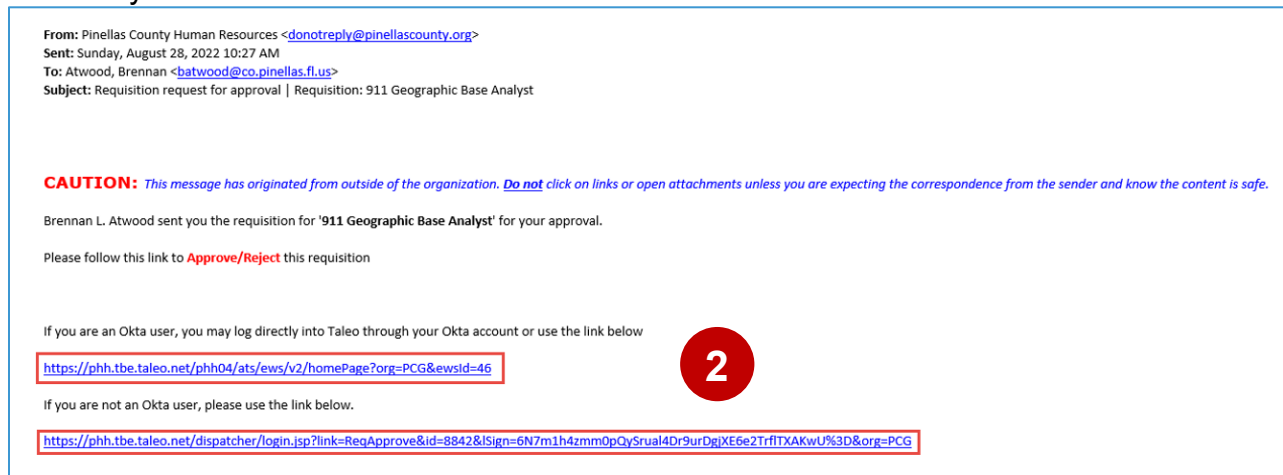 From: Pinellas County Human Resources <donotreply@pinellascounty.org>
Sent: Sunday, August 28, 2022 10:27 AM
To: Atwood, Brennan <batwood@co.pinellas.fl.us>
Subject: Requisition request for approval | Requisition: 911 Geographic Base Analyst
CAUTION: This message has originated from outside of the organization. Do not click on links or open attachments unless you are expecting the correspondence from the sender and know the content is safe.
Brennan L. Atwood sent you the requisition for '911 Geographic Base Analyst' for your approval.
Please follow this link to Approve/Reject this requisition
If you are an Okta user, you may log directly into Taleo through your Okta account or use the link below
https://phh.tbe.taleo.net/phh04/ats/ews/v2/homePage?org=PCG&ewsId=46
2
If you are not an Okta user, please use the link below.
https://phh.tbe.taleo.net/dispatcher/login.jsp?link=ReqApprove&id=8842&lSign=6N7m1h4zmm0pQySrual4Dr9urDgjXE6e2TrflTXAKwU%3D&org=PCG